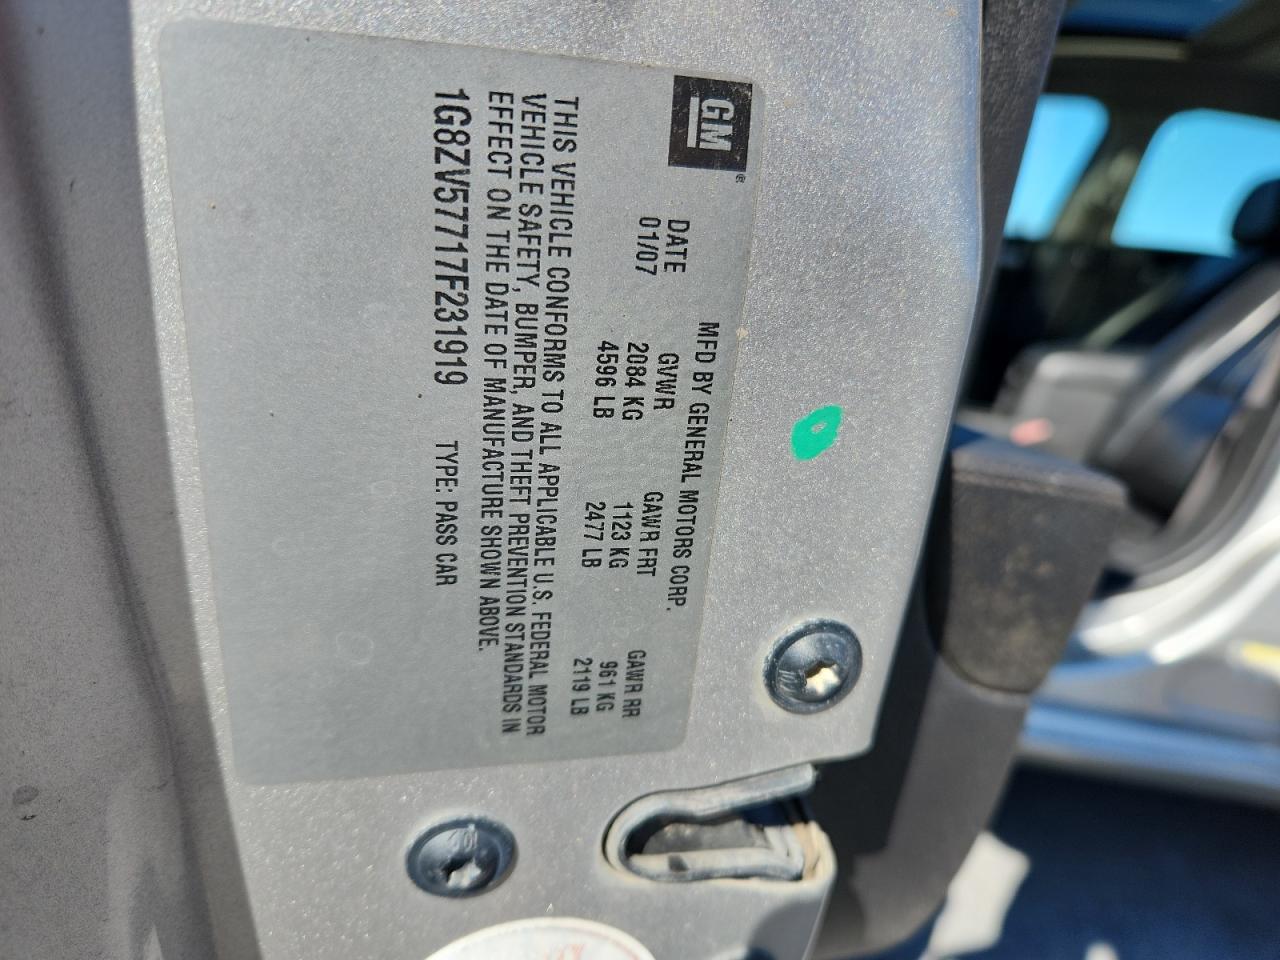 GM ®
MFD BY GENERAL MOTORS CORP.
DATE GVWR GAWR FRT GAWR RR
01/07 2084 KG 1123 KG 961 KG
4596 LB 2477 LB 2119 LB
THIS VEHICLE CONFORMS TO ALL APPLICABLE U.S. FEDERAL MOTOR
VEHICLE SAFETY, BUMPER, AND THEFT PREVENTION STANDARDS IN
EFFECT ON THE DATE OF MANUFACTURE SHOWN ABOVE.
1G8ZV57717F231919 TYPE: PASS CAR